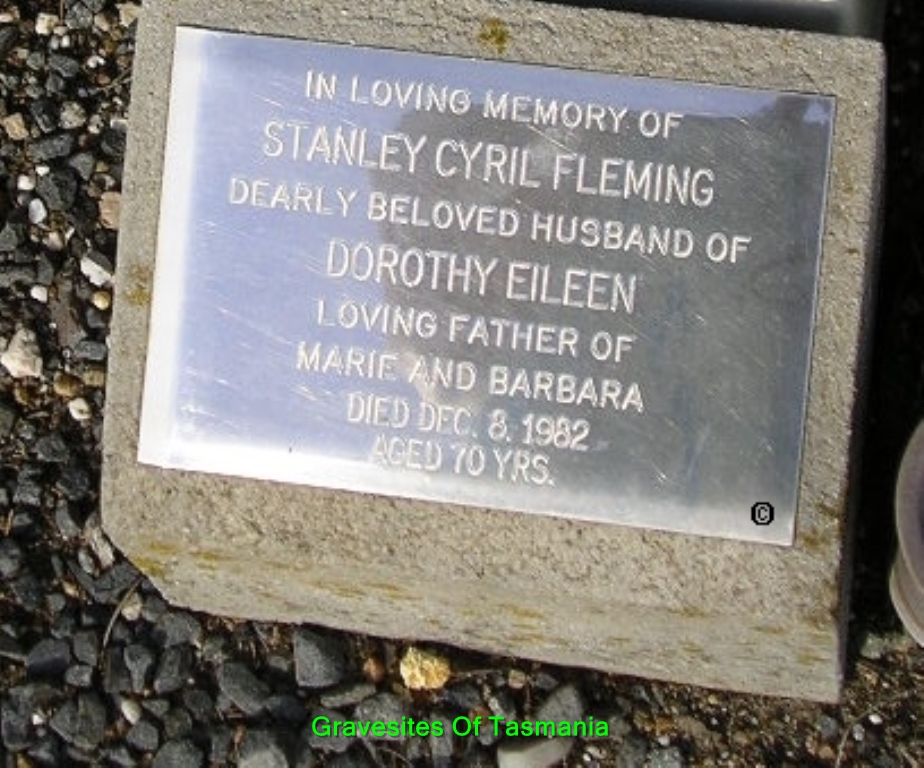 IN LOVING MEMORY OF
STANLEY CYRIL FLEMING
DEARLY BELOVED HUSBAND OF
DOROTHY EILEEN
LOVING FATHER OF
MARIE AND BARBARA
DIED DEC. 8. 1982
AGED 70 YRS.
©
Gravesites Of Tasmania